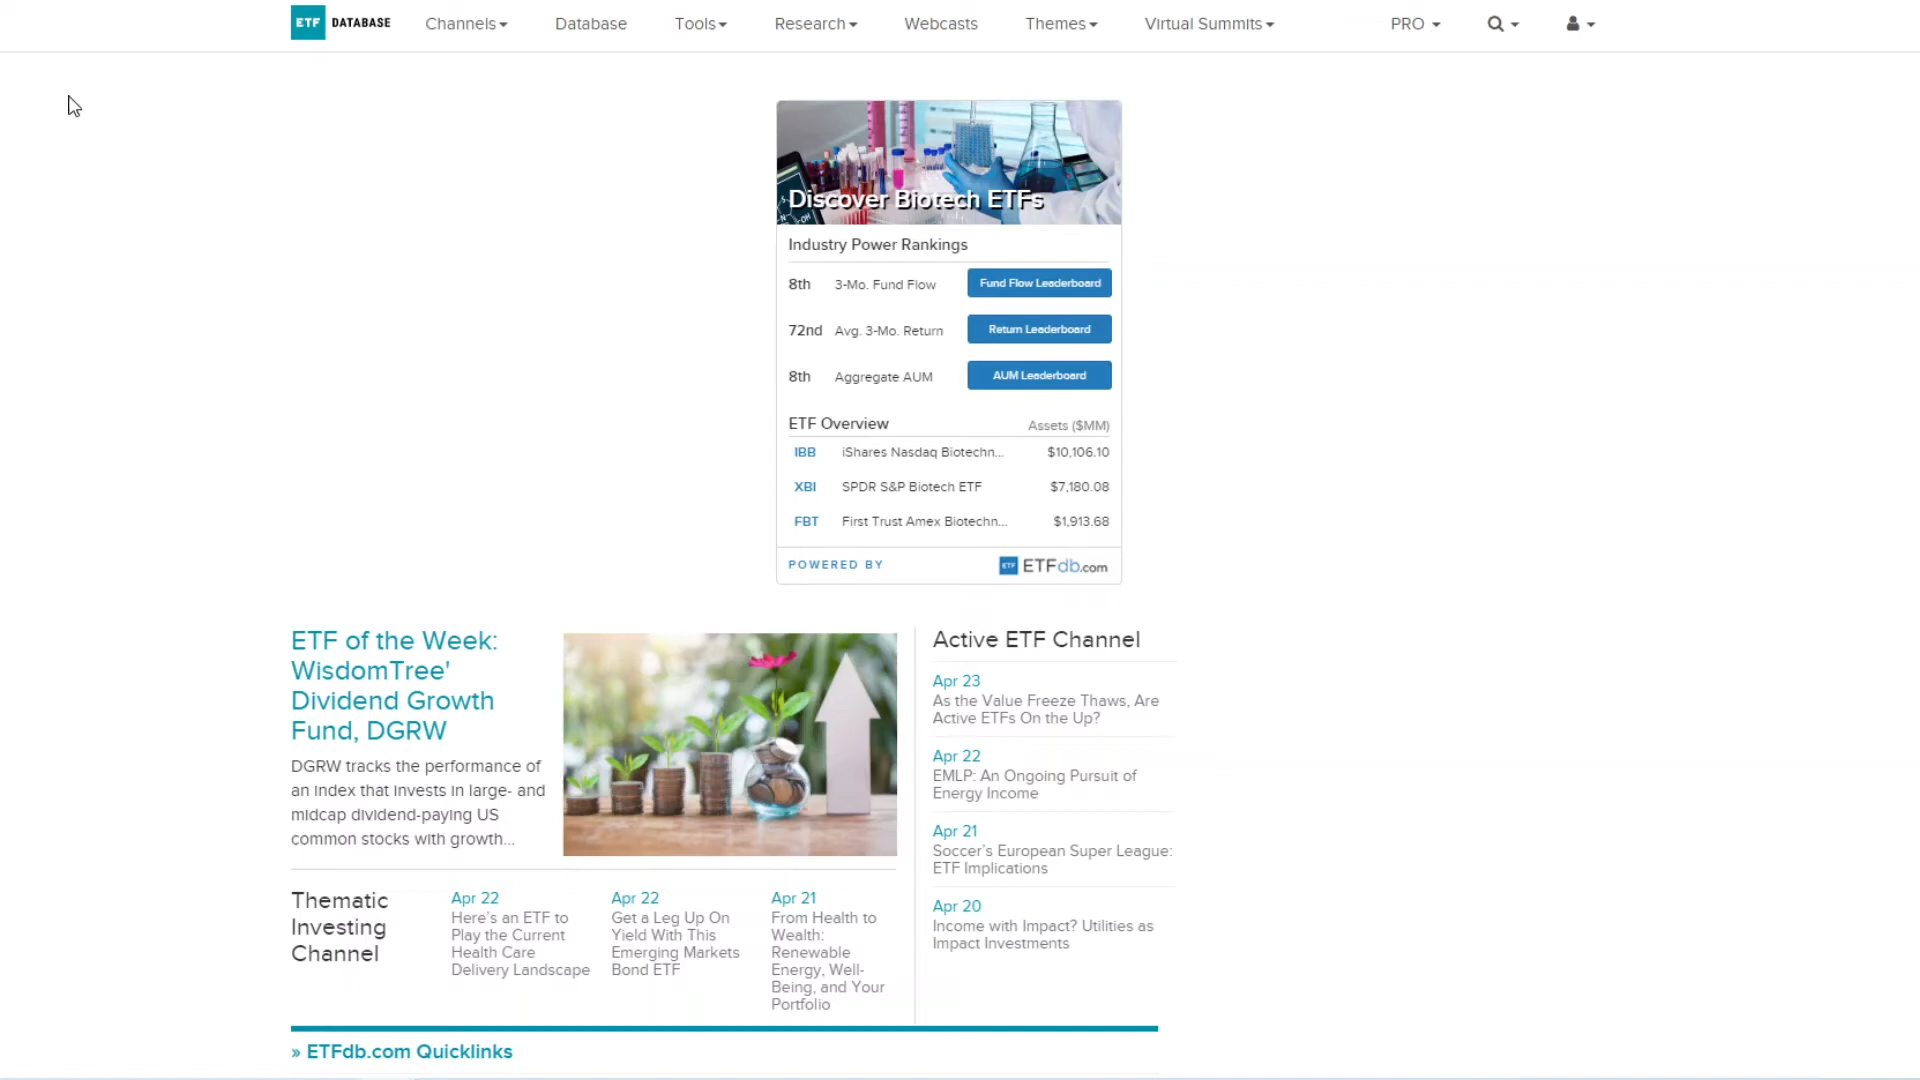 ETF DATABASE Channels Database Tools Research Webcasts Themes Virtual Summits PRO
Discover Biotech ETFs
Industry Power Rankings
8th 3-Mo. Fund Flow Fund Flow Leaderboard
72nd Avg. 3-Mo. Return Return Leaderboard
8th Aggregate AUM AUM Leaderboard
ETF Overview Assets ($MM)
IBB iShares Nasdaq Biotechn... $10,106.10
XBI SPDR S&P Biotech ETF $7,180.08
FBT First Trust Amex Biotechn... $1,913.68
POWERED BY ETF ETFdb.com
ETF of the Week:
WisdomTree'
Dividend Growth
Fund, DGRW
DGRW tracks the performance of
an index that invests in large- and
midcap dividend-paying US
common stocks with growth...
Active ETF Channel
Apr 23
As the Value Freeze Thaws, Are
Active ETFs On the Up?
Apr 22
EMLP: An Ongoing Pursuit of
Energy Income
Apr 21
Soccer's European Super League:
ETF Implications
Apr 20
Income with Impact? Utilities as
Impact Investments
Thematic
Investing
Channel
Apr 22
Here's an ETF to
Play the Current
Health Care
Delivery Landscape
Apr 22
Get a Leg Up On
Yield With This
Emerging Markets
Bond ETF
Apr 21
From Health to
Wealth:
Renewable
Energy, Well-
Being, and Your
Portfolio
» ETFdb.com Quicklinks